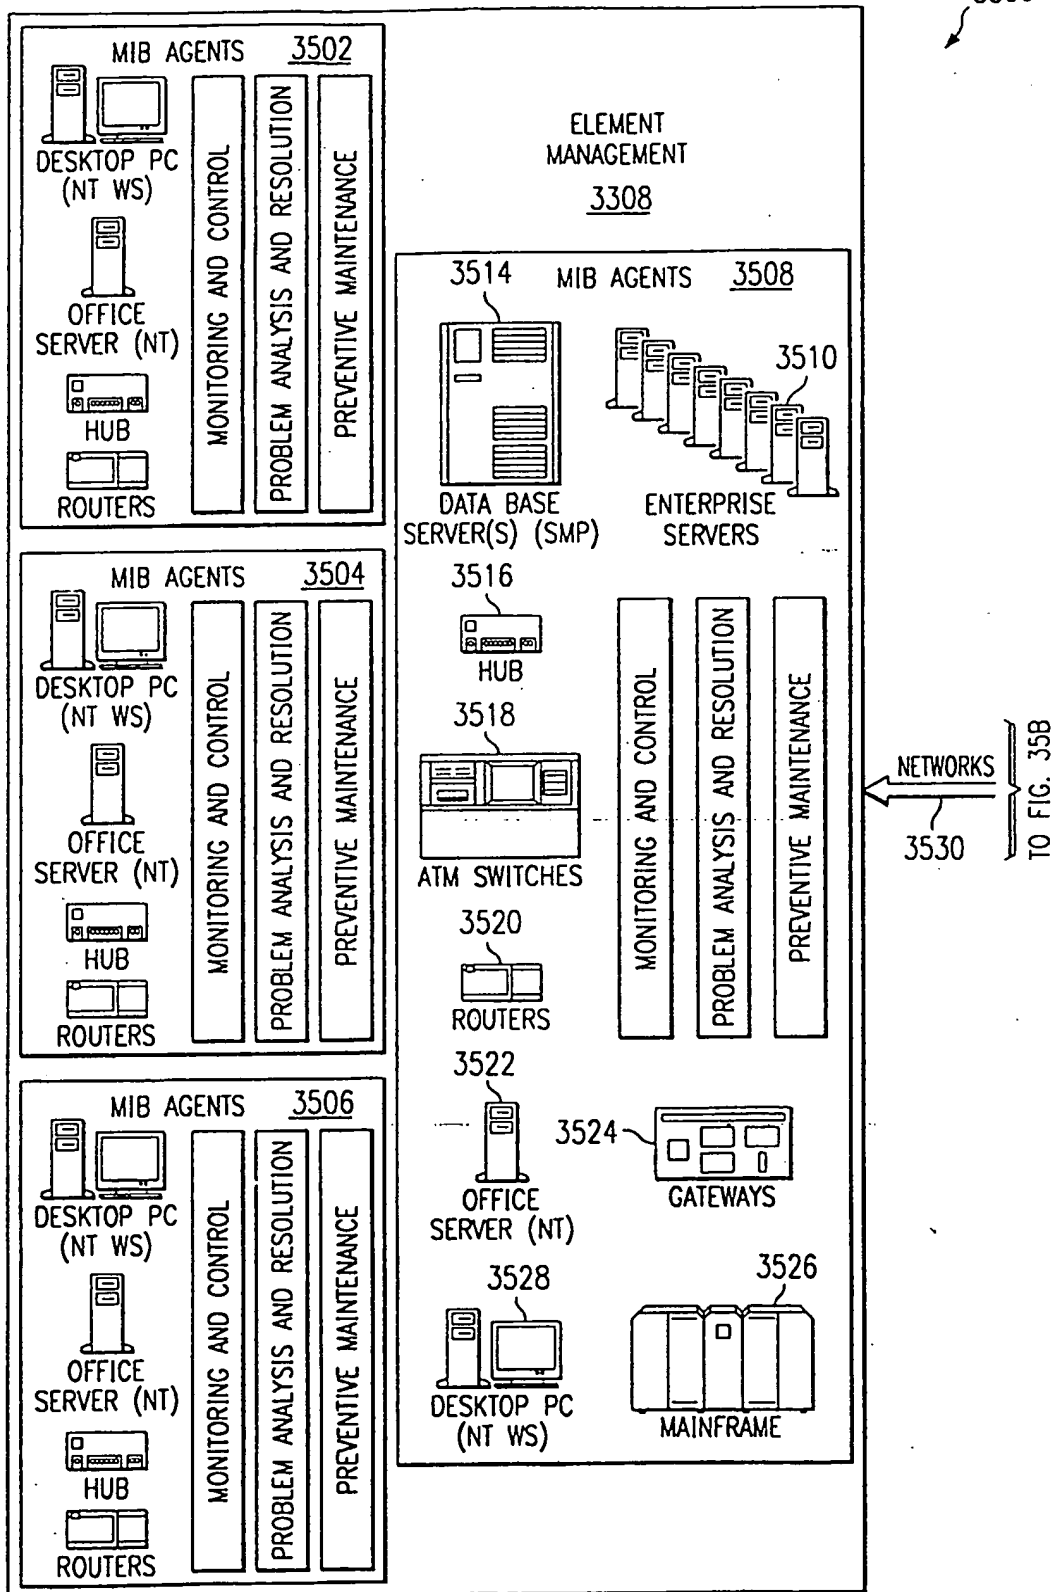 MIB AGENTS 3502
DESKTOP PC
(NT WS)
OFFICE
SERVER (NT)
HUB
ROUTERS
MONITORING AND CONTROL
PROBLEM ANALYSIS AND RESOLUTION
PREVENTIVE MAINTENANCE
MIB AGENTS 3504
DESKTOP PC
(NT WS)
OFFICE
SERVER (NT)
HUB
ROUTERS
MONITORING AND CONTROL
PROBLEM ANALYSIS AND RESOLUTION
PREVENTIVE MAINTENANCE
MIB AGENTS 3506
DESKTOP PC
(NT WS)
OFFICE
SERVER (NT)
HUB
ROUTERS
MONITORING AND CONTROL
PROBLEM ANALYSIS AND RESOLUTION
PREVENTIVE MAINTENANCE
ELEMENT
MANAGEMENT
3308
3514
MIB AGENTS 3508
3510
DATA BASE
SERVER(S) (SMP)
ENTERPRISE
SERVERS
3516
HUB
3518
ATM SWITCHES
3520
ROUTERS
MONITORING AND CONTROL
PROBLEM ANALYSIS AND RESOLUTION
PREVENTIVE MAINTENANCE
3522
OFFICE
SERVER (NT)
3524
GATEWAYS
3528
DESKTOP PC
(NT WS)
3526
MAINFRAME
NETWORKS
3530
TO FIG. 35B